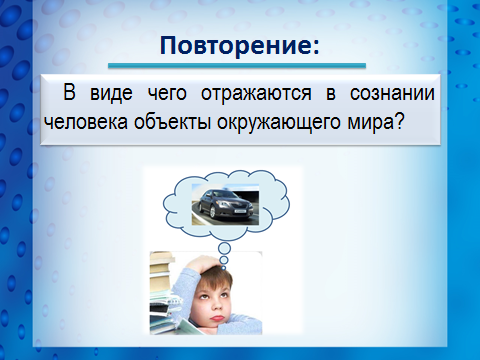 Повторение:
В виде чего отражаются в сознании
человека объекты окружающего мира?